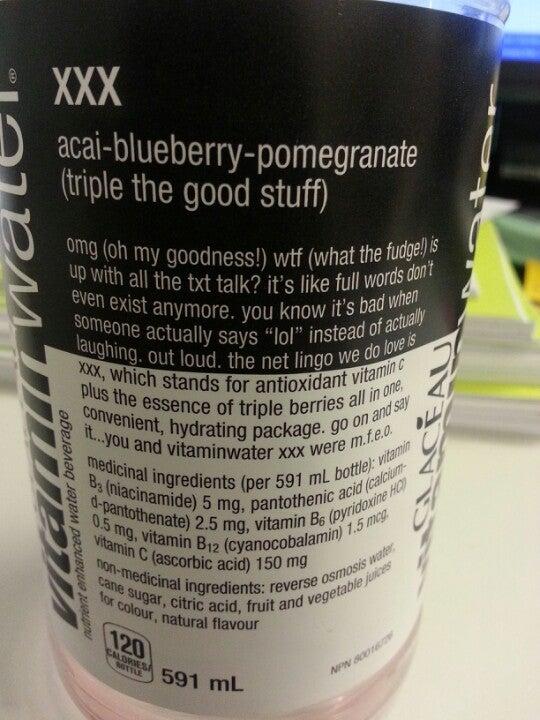 xxx
acai-blueberry-pomegranate
(triple the good stuff)
omg (oh my goodness!) wtf (what the fudge!) is
up with all the txt talk? it's like full words don't
even exist anymore. you know it's bad when
someone actually says "lol" instead of actually
laughing. out loud. the net lingo we do love is
xxx, which stands for antioxidant vitamin c
plus the essence of triple berries all in one,
convenient, hydrating package. go on and say
it...you and vitaminwater xxx were m.f.e.o.
medicinal ingredients (per 591 mL bottle): vitamin
B3 (niacinamide) 5 mg, pantothenic acid (calcium-
d-pantothenate) 2.5 mg, vitamin B6 (pyridoxine HCl)
0.5 mg, vitamin B12 (cyanocobalamin) 1.5 mcg,
vitamin C (ascorbic acid) 150 mg
non-medicinal ingredients: reverse osmosis water,
cane sugar, citric acid, fruit and vegetable juices
for colour, natural flavour
120
CALORIES/
BOTTLE
591 mL
NPN 80016726
vitaminwater®
nutrient enhanced water beverage
GLACÉAU
water